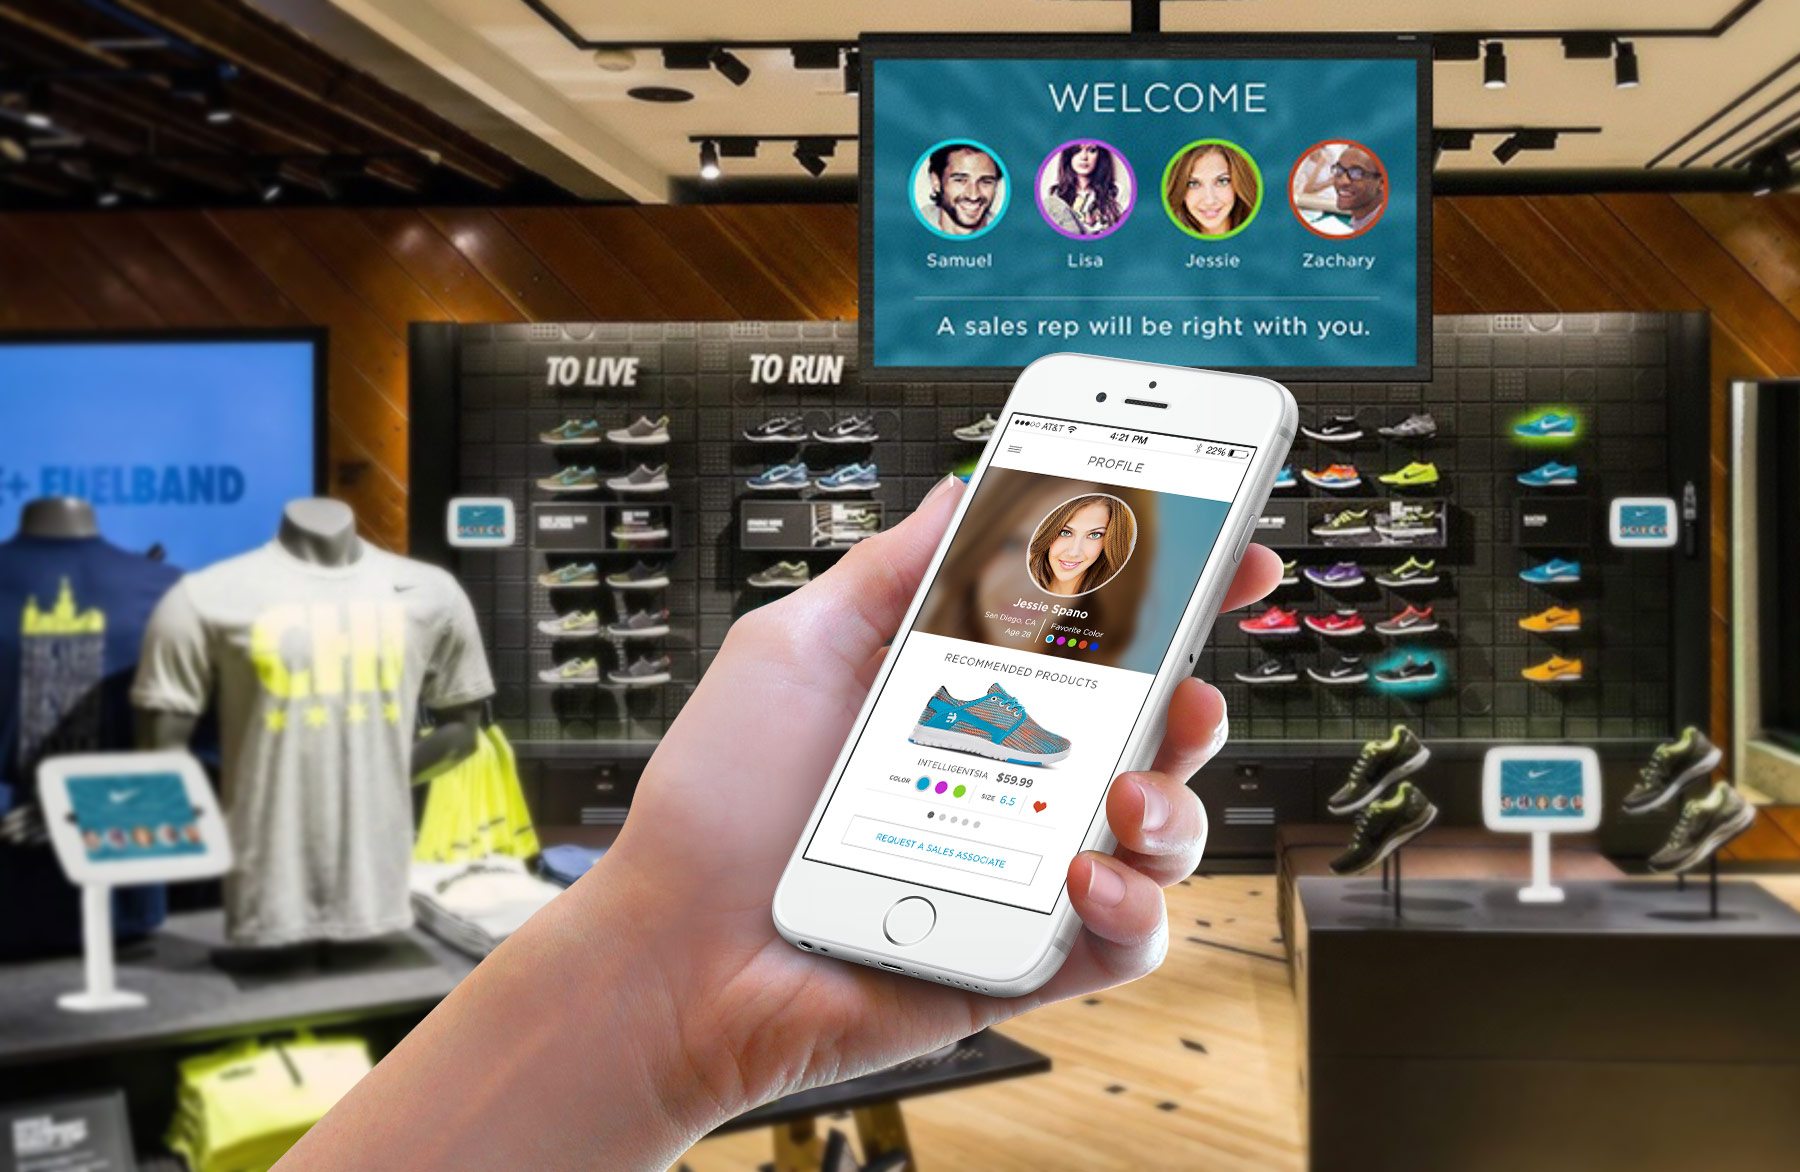 WELCOME
Samuel Lisa Jessie Zachary
A sales rep will be right with you.
TO LIVE
TO RUN
FUELBAND
CHI
AT&T 4:21 PM 22%
PROFILE
Jessie Spano
San Diego, CA
Age 28
Favorite Color
RECOMMENDED PRODUCTS
INTELLIGENTSIA $59.99
COLOR
SIZE 6.5
REQUEST A SALES ASSOCIATE